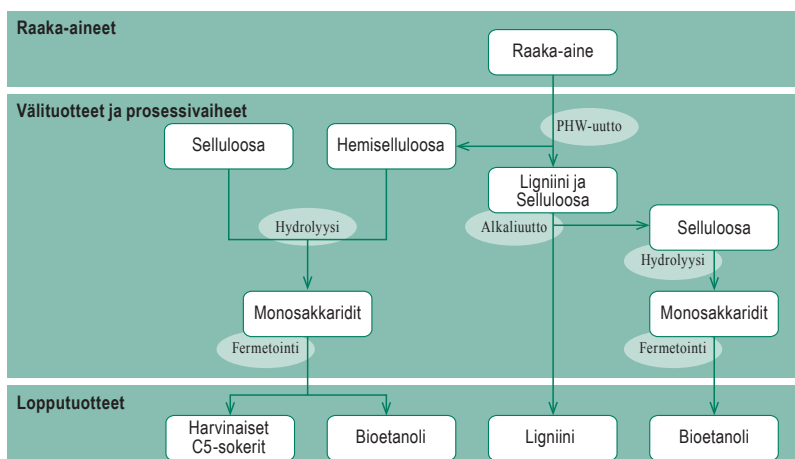 Raaka-aineet
Raaka-aine
Välituotteet ja prosessivaiheet
PHW-uutto
Selluloosa
Hemiselluloosa
Ligniini ja
Selluloosa
Alkaliuutto
Selluloosa
Hydrolyysi
Hydrolyysi
Monosakkaridit
Monosakkaridit
Fermetointi
Fermetointi
Lopputuotteet
Harvinaiset
C5-sokerit
Bioetanoli
Ligniini
Bioetanoli